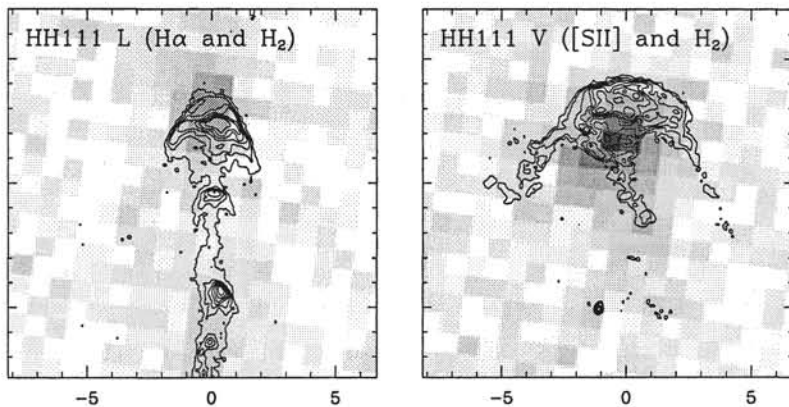 HH111 L (Hα and H₂)
HH111 V ([SII] and H₂)
−5 0 5
−5 0 5